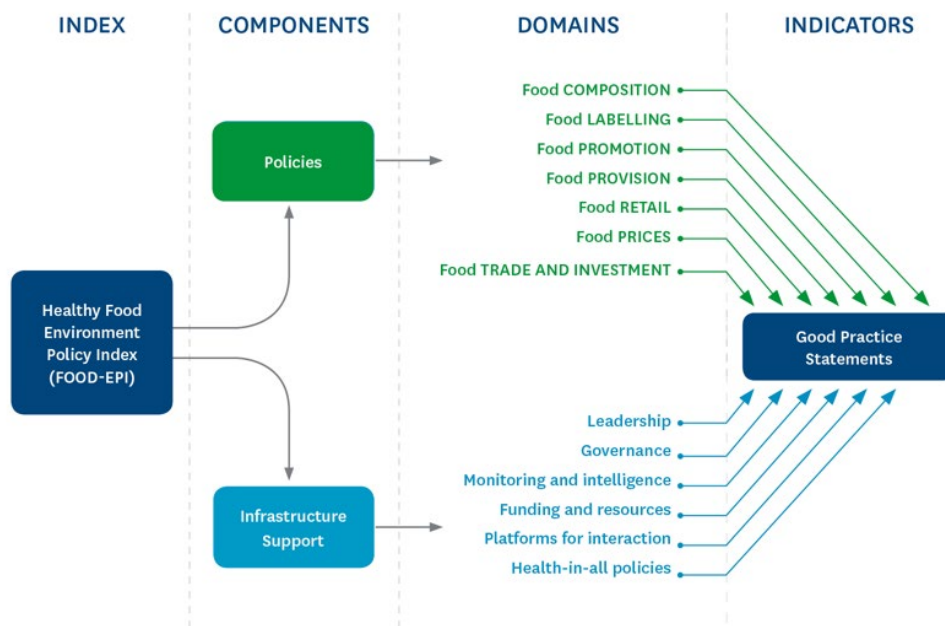 INDEX
COMPONENTS
DOMAINS
INDICATORS
Food COMPOSITION
Food LABELLING
Food PROMOTION
Food PROVISION
Food RETAIL
Food PRICES
Food TRADE AND INVESTMENT
Policies
Healthy Food
Environment
Policy Index
(FOOD-EPI)
Good Practice
Statements
Infrastructure
Support
Leadership
Governance
Monitoring and intelligence
Funding and resources
Platforms for interaction
Health-in-all policies